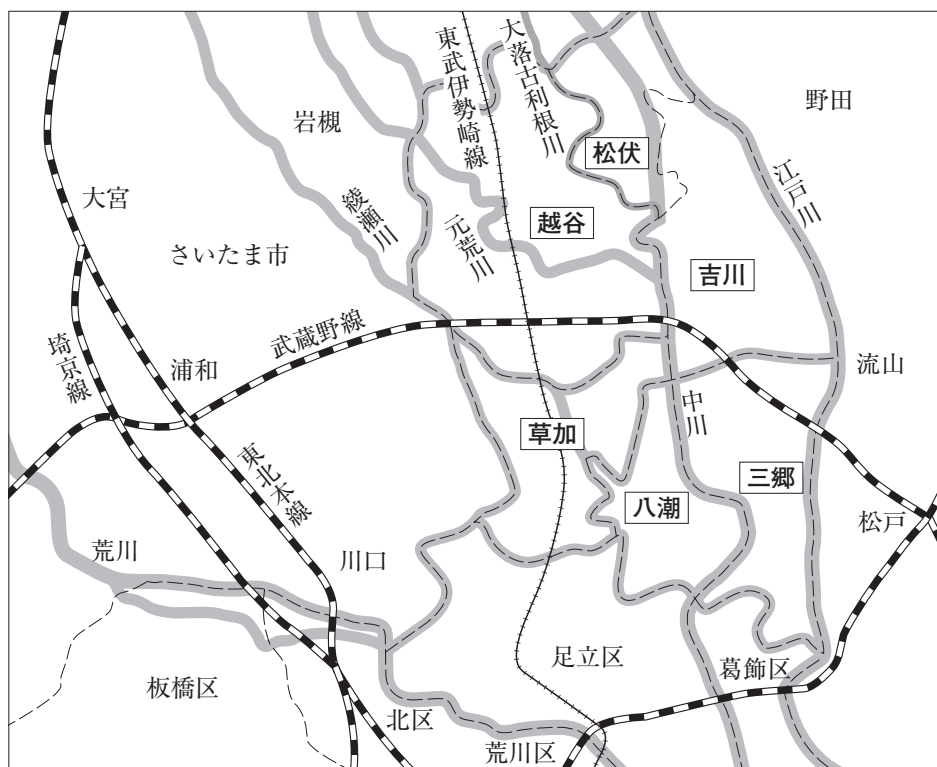 東武伊勢崎線
大落古利根川
野田
岩槻
松伏
江戸川
大宮
綾瀬川
元荒川
越谷
さいたま市
吉川
武蔵野線
埼京線
浦和
流山
中川
草加
東北本線
三郷
八潮
松戸
荒川
川口
足立区
葛飾区
板橋区
北区
荒川区